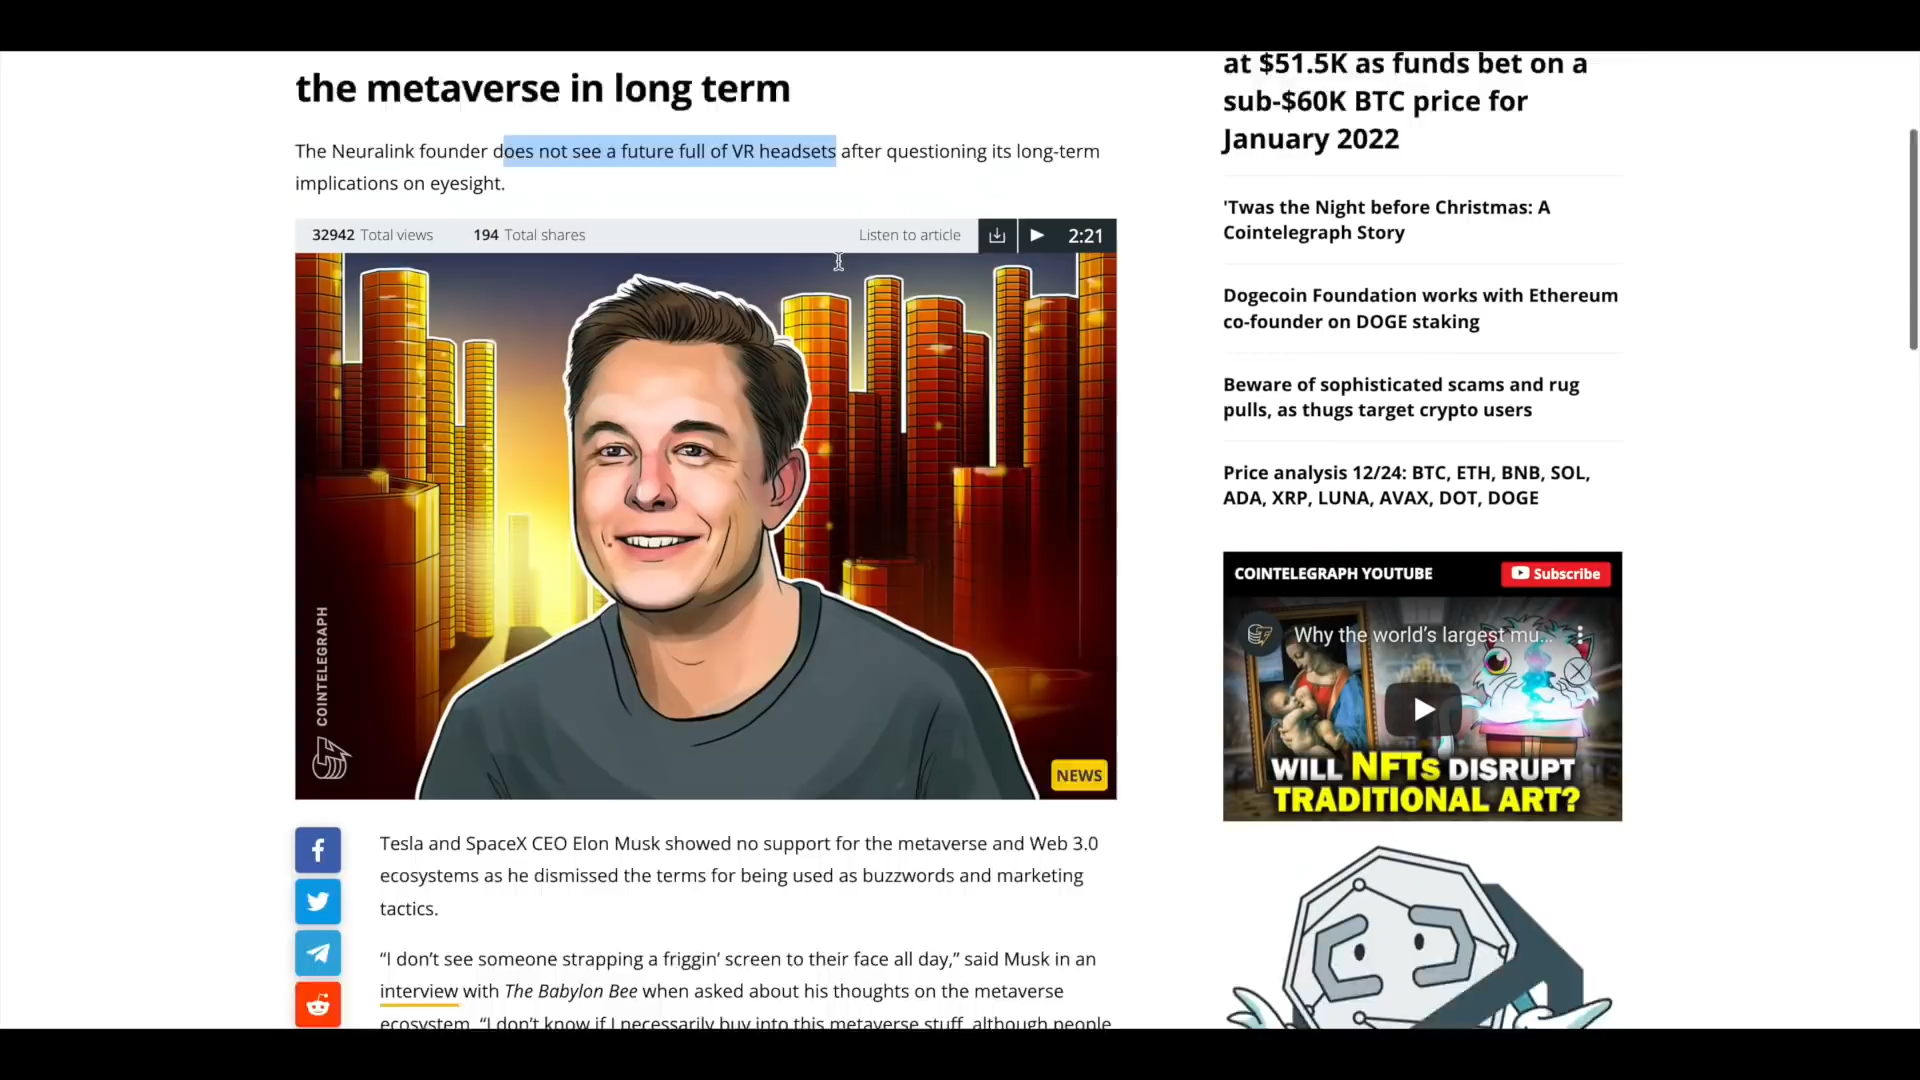 the metaverse in long term
The Neuralink founder does not see a future full of VR headsets after questioning its long-term
implications on eyesight.
32942 Total views 194 Total shares Listen to article 2:21
COINTELEGRAPH
NEWS
Tesla and SpaceX CEO Elon Musk showed no support for the metaverse and Web 3.0
ecosystems as he dismissed the terms for being used as buzzwords and marketing
tactics.
“I don’t see someone strapping a friggin’ screen to their face all day,” said Musk in an
interview with The Babylon Bee when asked about his thoughts on the metaverse
ecosystem. “I don’t know if I necessarily buy into this metaverse stuff, although people
at $51.5K as funds bet on a
sub-$60K BTC price for
January 2022
'Twas the Night before Christmas: A
Cointelegraph Story
Dogecoin Foundation works with Ethereum
co-founder on DOGE staking
Beware of sophisticated scams and rug
pulls, as thugs target crypto users
Price analysis 12/24: BTC, ETH, BNB, SOL,
ADA, XRP, LUNA, AVAX, DOT, DOGE
COINTELEGRAPH YOUTUBE Subscribe
Why the world’s largest mu...
WILL NFTs DISRUPT
TRADITIONAL ART?